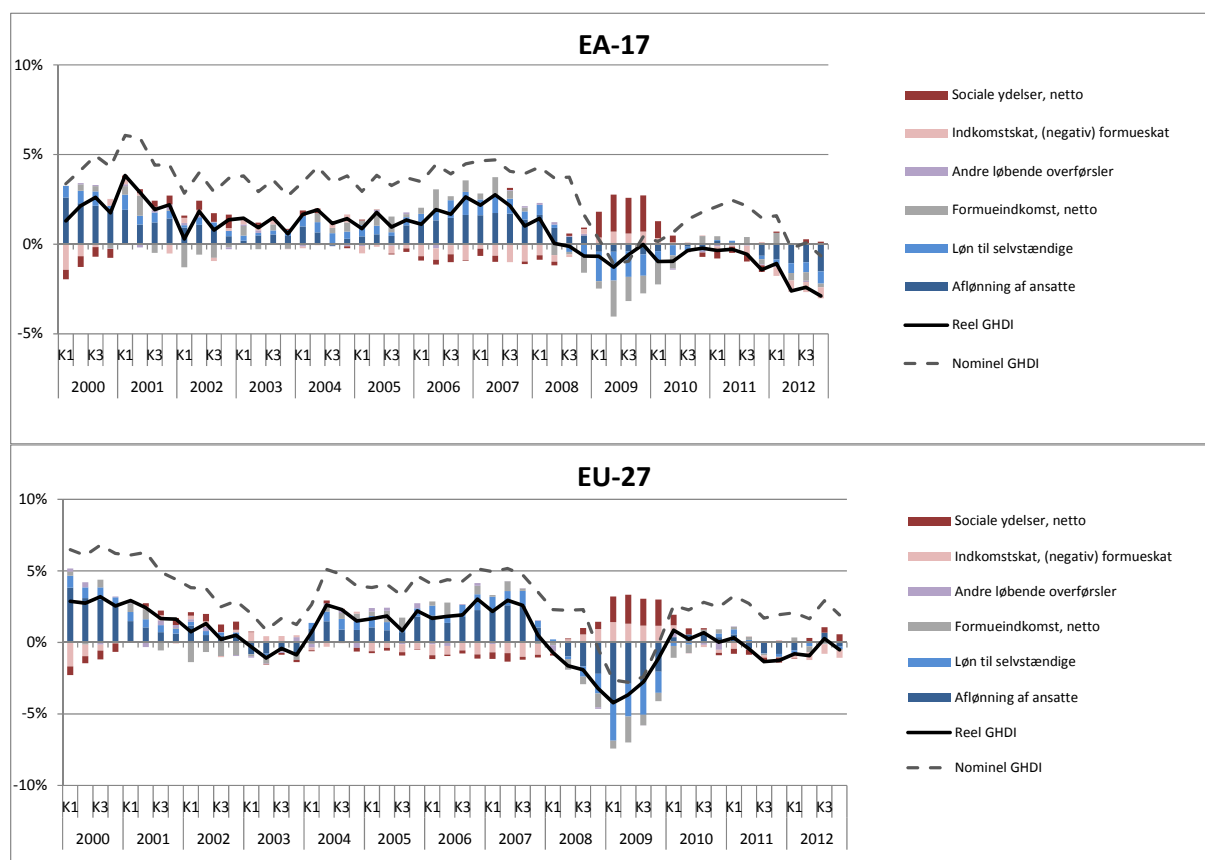 EA-17
10%
5%
0%
-5%
K1 K3 K1 K3 K1 K3 K1 K3 K1 K3 K1 K3 K1 K3 K1 K3 K1 K3 K1 K3 K1 K3 K1 K3 K1 K3
2000 2001 2002 2003 2004 2005 2006 2007 2008 2009 2010 2011 2012
Sociale ydelser, netto
Indkomstskat, (negativ) formueskat
Andre løbende overførsler
Formueindkomst, netto
Løn til selvstændige
Aflønning af ansatte
Reel GHDI
Nominel GHDI
EU-27
10%
5%
0%
-5%
-10%
K1 K3 K1 K3 K1 K3 K1 K3 K1 K3 K1 K3 K1 K3 K1 K3 K1 K3 K1 K3 K1 K3 K1 K3 K1 K3
2000 2001 2002 2003 2004 2005 2006 2007 2008 2009 2010 2011 2012
Sociale ydelser, netto
Indkomstskat, (negativ) formueskat
Andre løbende overførsler
Formueindkomst, netto
Løn til selvstændige
Aflønning af ansatte
Reel GHDI
Nominel GHDI